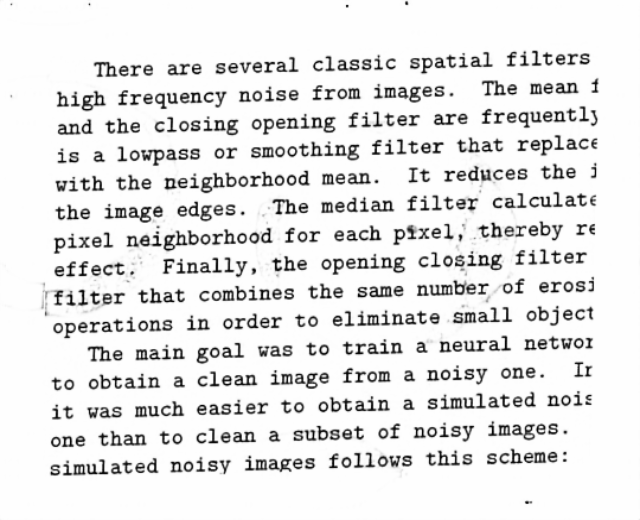 There are several classic spatial filters
high frequency noise from images. The mean f
and the closing opening filter are frequently
is a lowpass or smoothing filter that replace
with the neighborhood mean. It reduces the i
the image edges. The median filter calculate
pixel neighborhood for each pixel, thereby re
effect. Finally, the opening closing filter
filter that combines the same number of erosi
operations in order to eliminate small object
The main goal was to train a neural networ
to obtain a clean image from a noisy one. In
it was much easier to obtain a simulated nois
one than to clean a subset of noisy images.
simulated noisy images follows this scheme: